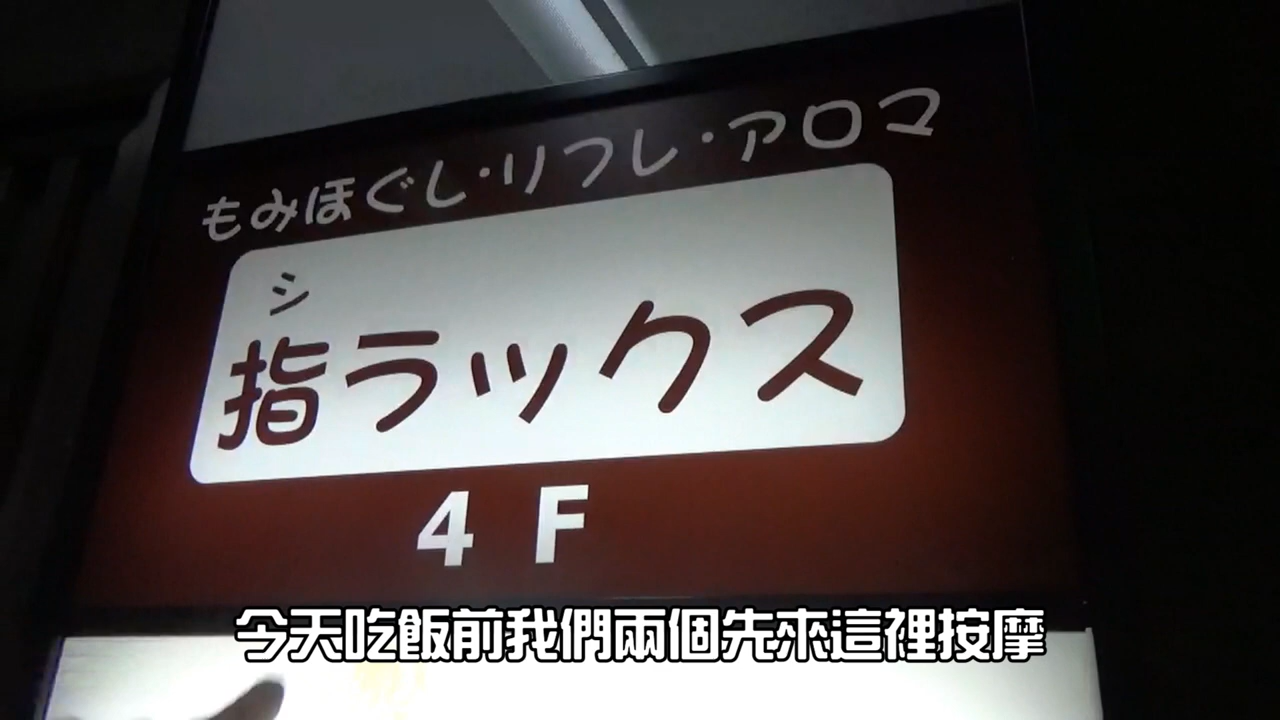 もみほぐし・リフレ・アロマ
シ
指ラックス
4F
今天吃飯前我們兩個先來這裡按摩